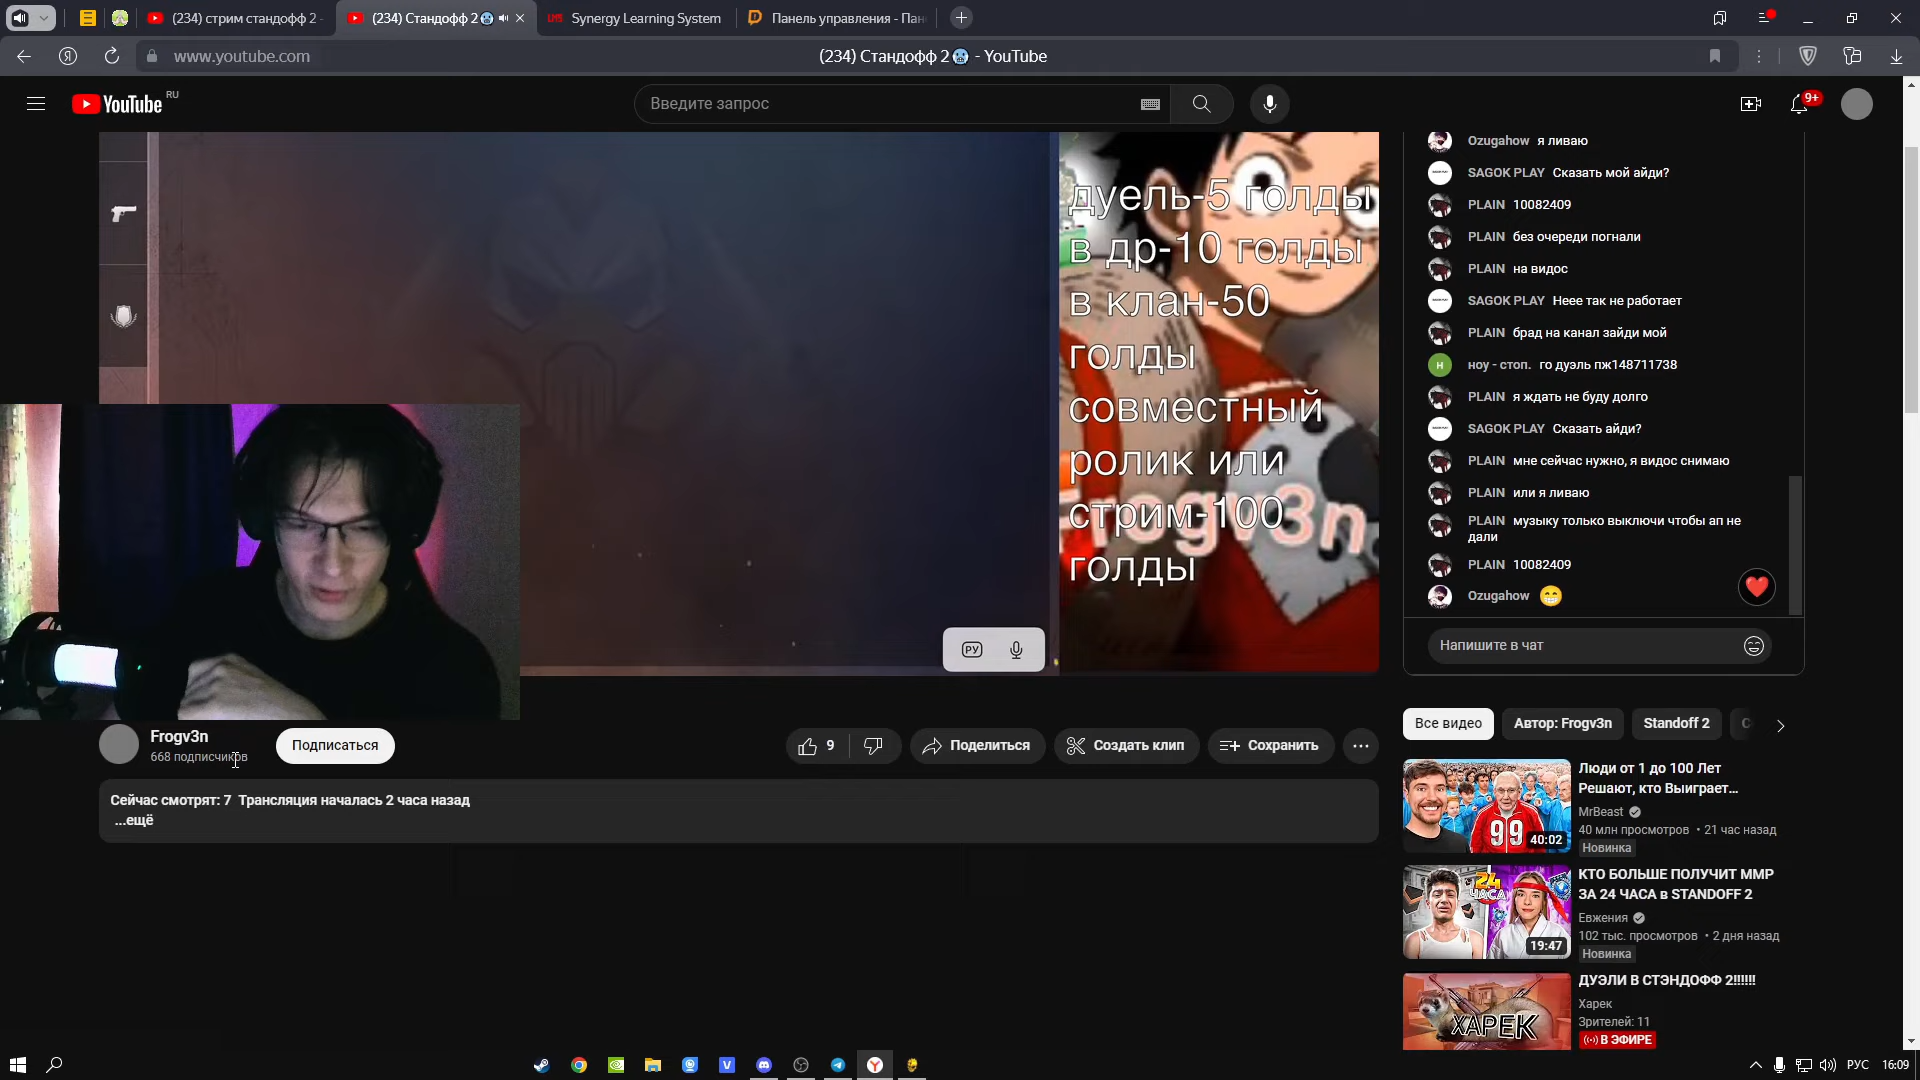 (234) стрим стандофф 2 -
(234) Стандофф 2🥶
Synergy Learning System
Панель управления - Пан
www.youtube.com
(234) Стандофф 2🥶 - YouTube
YouTube RU
Введите запрос
9+
дуель-5 голды
в др-10 голды
в клан-50
голды
совместный
ролик или
стрим-100
голды
Frogv3n
РУ
Ozugahow я ливаю
SAGOK PLAY Сказать мой айди?
PLAIN 10082409
PLAIN без очереди погнали
PLAIN на видос
SAGOK PLAY Неее так не работает
PLAIN брад на канал зайди мой
ноу - стоп. го дуэль пж148711738
PLAIN я ждать не буду долго
SAGOK PLAY Сказать айди?
PLAIN мне сейчас нужно, я видос снимаю
PLAIN или я ливаю
PLAIN музыку только выключи чтобы ап не
дали
PLAIN 10082409
Ozugahow 😁
Напишите в чат
Frogv3n
668 подписчиков
Подписаться
9
Поделиться
Создать клип
Сохранить
Сейчас смотрят: 7 Трансляция началась 2 часа назад
...ещё
Все видео
Автор: Frogv3n
Standoff 2
Люди от 1 до 100 Лет
Решают, кто Выиграет…
MrBeast
40 млн просмотров • 21 час назад
Новинка
99
40:02
КТО БОЛЬШЕ ПОЛУЧИТ ММР
ЗА 24 ЧАСА в STANDOFF 2
Евжения
102 тыс. просмотров • 2 дня назад
Новинка
24
ЧАСА
19:47
ДУЭЛИ В СТЭНДОФФ 2!!!!!!
Харек
Зрителей: 11
В ЭФИРЕ
ХАРЕК
РУС
16:09